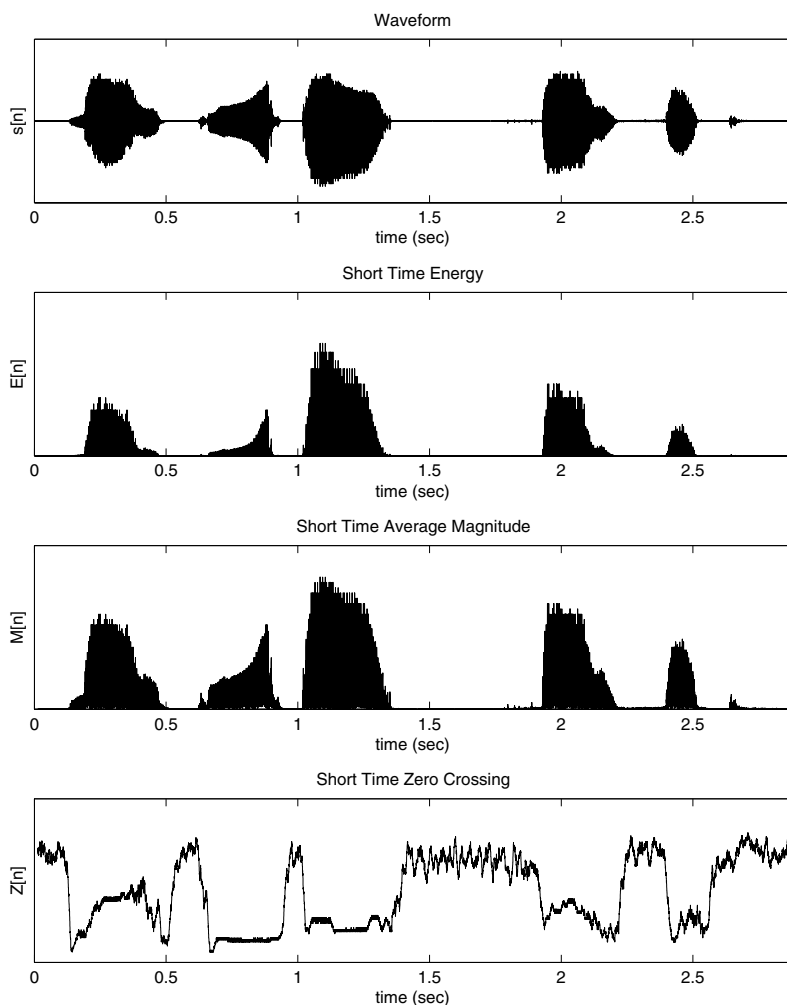 Waveform
s[n]
0 0.5 1 1.5 2 2.5
time (sec)
Short Time Energy
E[n]
0 0.5 1 1.5 2 2.5
time (sec)
Short Time Average Magnitude
M[n]
0 0.5 1 1.5 2 2.5
time (sec)
Short Time Zero Crossing
Z[n]
0 0.5 1 1.5 2 2.5
time (sec)